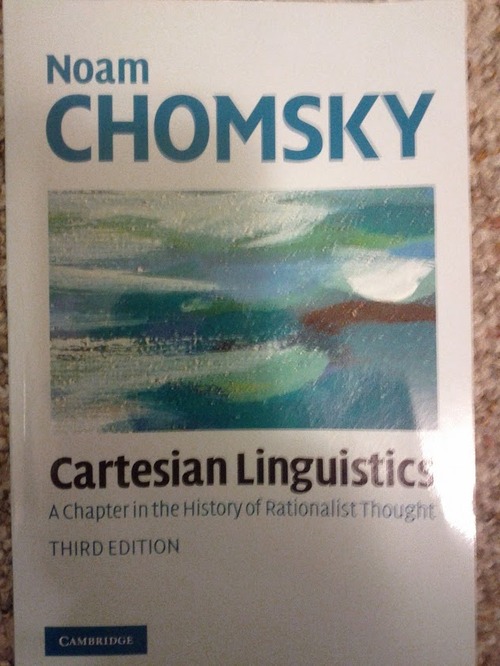 Noam
CHOMSKY
Cartesian Linguistics
A Chapter in the History of Rationalist Thought
THIRD EDITION
CAMBRIDGE